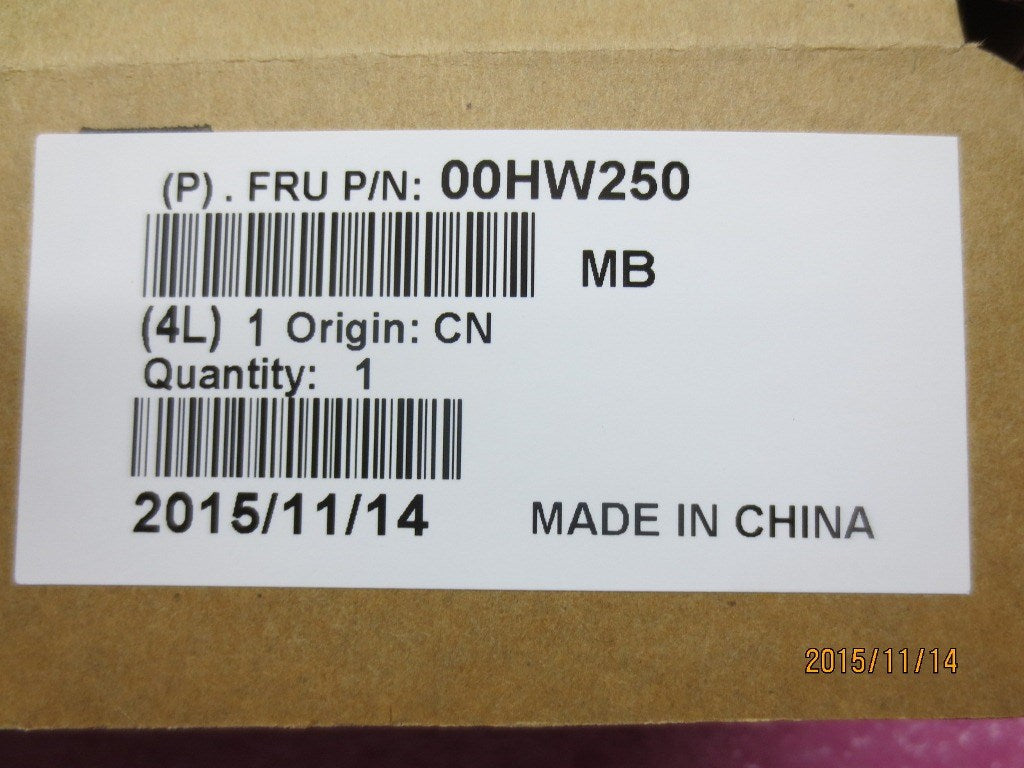 (P) . FRU P/N: 00HW250
MB
(4L) 1 Origin: CN
Quantity: 1
2015/11/14
MADE IN CHINA
2015/11/14